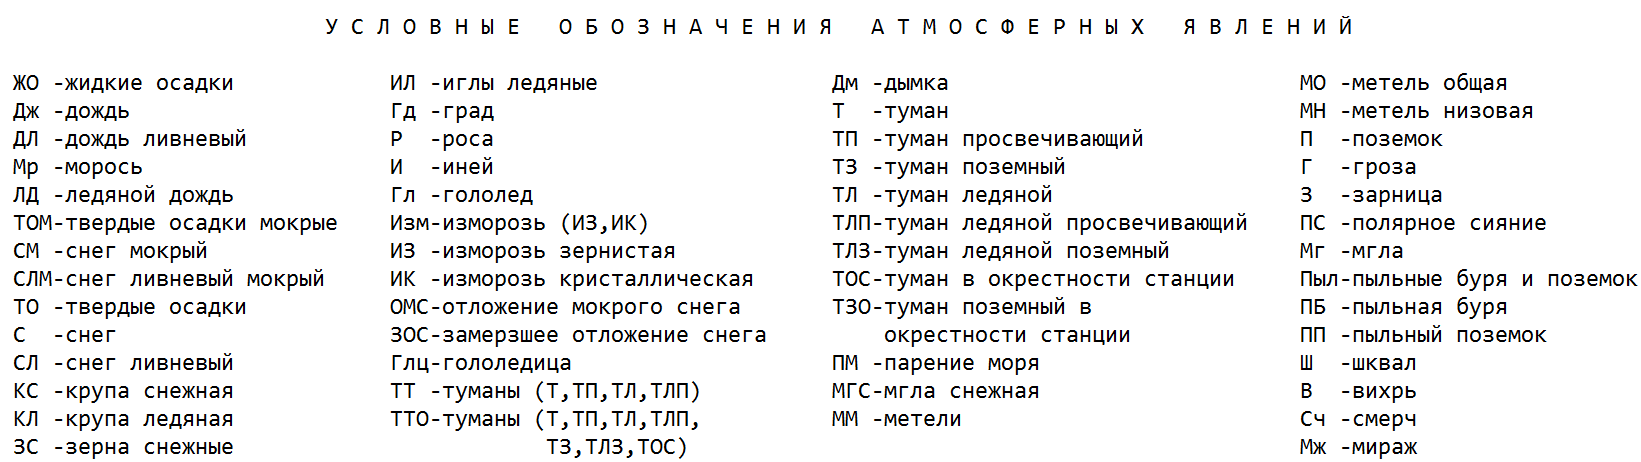 УСЛОВНЫЕ ОБОЗНАЧЕНИЯ АТМОСФЕРНЫХ ЯВЛЕНИЙ
ЖО -жидкие осадки
Дж -дождь
ДЛ -дождь ливневый
Мр -морось
ЛД -ледяной дождь
ТОМ-твердые осадки мокрые
СМ -снег мокрый
СЛМ-снег ливневый мокрый
ТО -твердые осадки
С -снег
СЛ -снег ливневый
КС -крупа снежная
КЛ -крупа ледяная
ЗС -зерна снежные
ИЛ -иглы ледяные
Гд -град
Р -роса
И -иней
Гл -гололед
Изм-изморозь (ИЗ,ИК)
ИЗ -изморозь зернистая
ИК -изморозь кристаллическая
ОМС-отложение мокрого снега
ЗОС-замерзшее отложение снега
Глц-гололедица
ТТ -туманы (Т,ТП,ТЛ,ТЛП)
ТТО-туманы (Т,ТП,ТЛ,ТЛП,
ТЗ,ТЛЗ,ТОС)
Дм -дымка
Т -туман
ТП -туман просвечивающий
ТЗ -туман поземный
ТЛ -туман ледяной
ТЛП-туман ледяной просвечивающий
ТЛЗ-туман ледяной поземный
ТОС-туман в окрестности станции
ТЗО-туман поземный в
окрестности станции
ПМ -парение моря
МГС-мгла снежная
ММ -метели
МО -метель общая
МН -метель низовая
П -поземок
Г -гроза
З -зарница
ПС -полярное сияние
Мг -мгла
Пыл-пыльные буря и поземок
ПБ -пыльная буря
ПП -пыльный поземок
Ш -шквал
В -вихрь
Сч -смерч
Мж -мираж